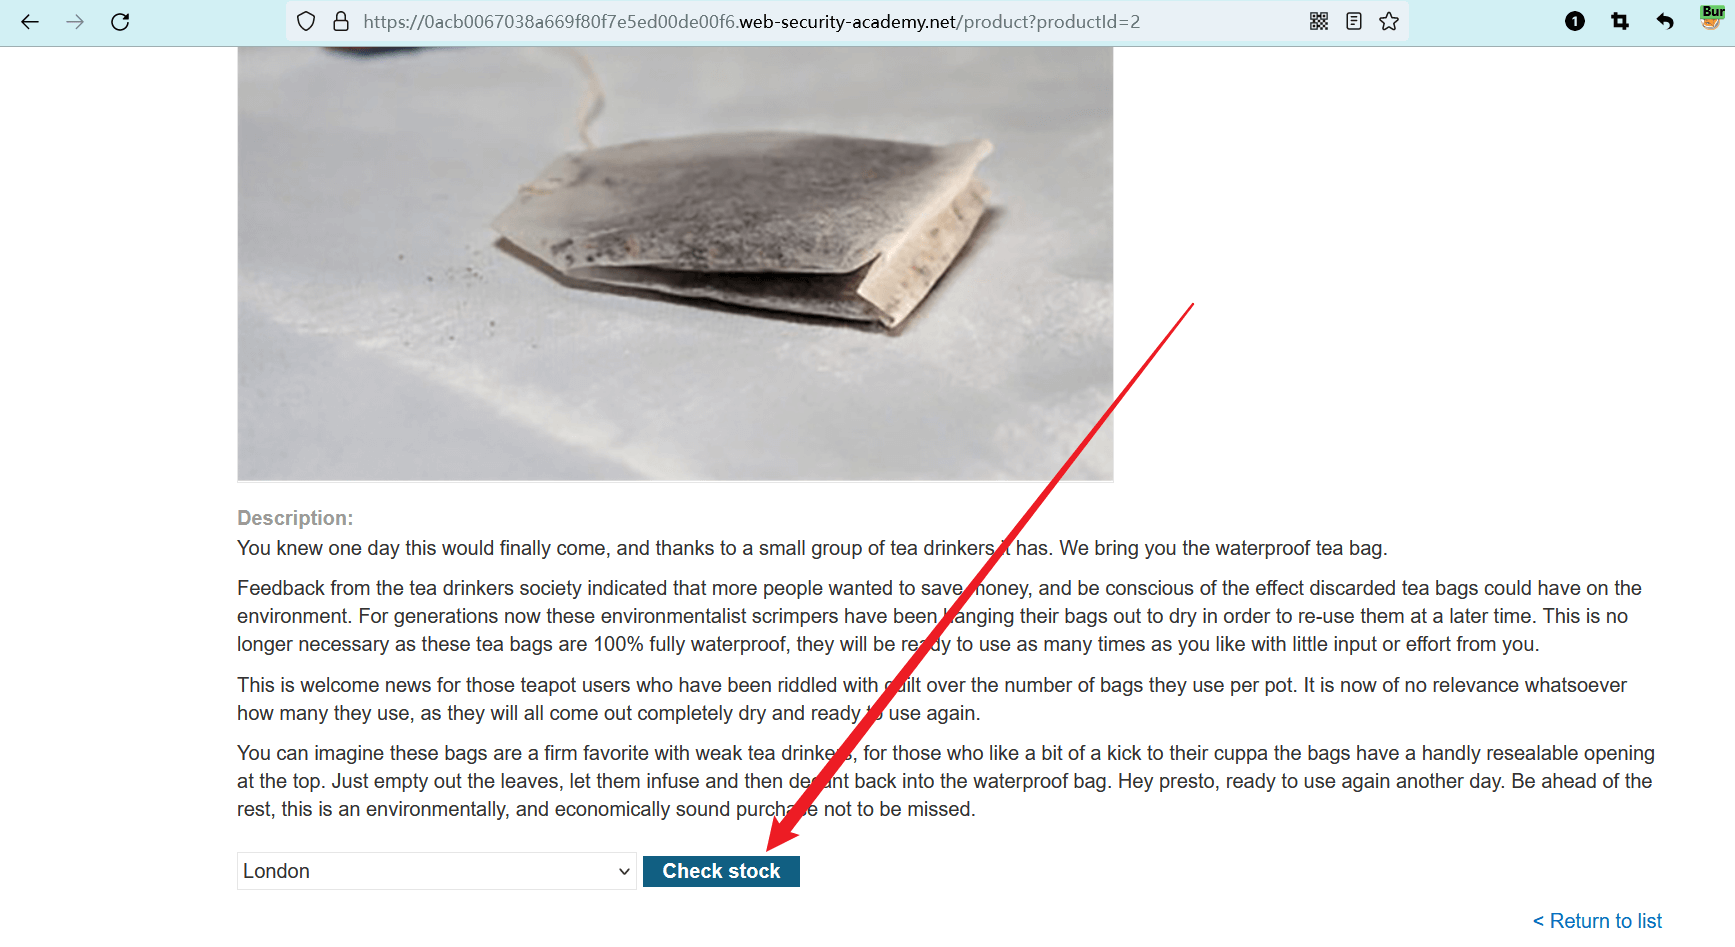 https://0acb0067038a669f80f7e5ed00de00f6.web-security-academy.net/product?productId=2
1
Bur
Description:
You knew one day this would finally come, and thanks to a small group of tea drinkers it has. We bring you the waterproof tea bag.
Feedback from the tea drinkers society indicated that more people wanted to save money, and be conscious of the effect discarded tea bags could have on the
environment. For generations now these environmentalist scrimpers have been hanging their bags out to dry in order to re-use them at a later time. This is no
longer necessary as these tea bags are 100% fully waterproof, they will be ready to use as many times as you like with little input or effort from you.
This is welcome news for those teapot users who have been riddled with guilt over the number of bags they use per pot. It is now of no relevance whatsoever
how many they use, as they will all come out completely dry and ready to use again.
You can imagine these bags are a firm favorite with weak tea drinkers, for those who like a bit of a kick to their cuppa the bags have a handly resealable opening
at the top. Just empty out the leaves, let them infuse and then decant back into the waterproof bag. Hey presto, ready to use again another day. Be ahead of the
rest, this is an environmentally, and economically sound purchase not to be missed.
London
Check stock
< Return to list